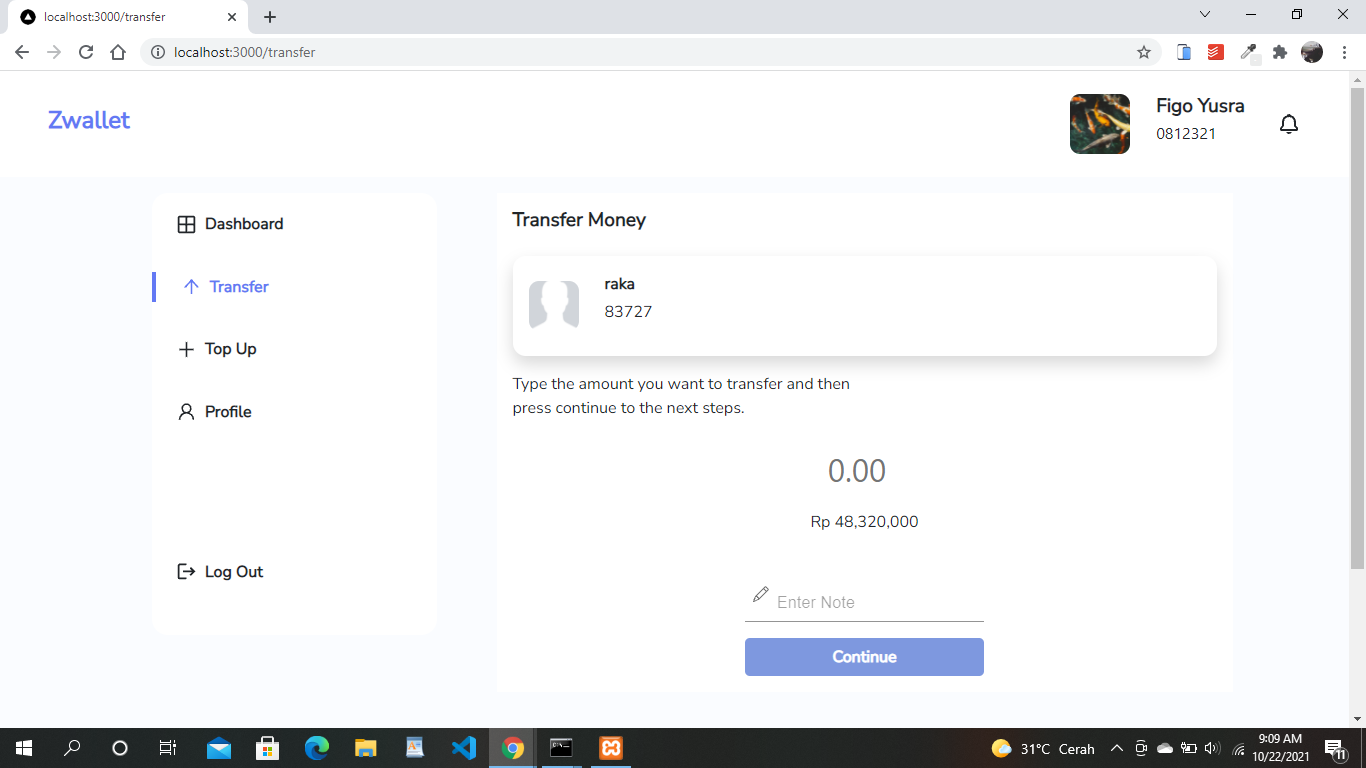 localhost:3000/transfer
localhost:3000/transfer
Zwallet
Figo Yusra
0812321
Dashboard
Transfer
Top Up
Profile
Log Out
Transfer Money
raka
83727
Type the amount you want to transfer and then
press continue to the next steps.
0.00
Rp 48,320,000
Enter Note
Continue
31°C Cerah
9:09 AM
10/22/2021
11